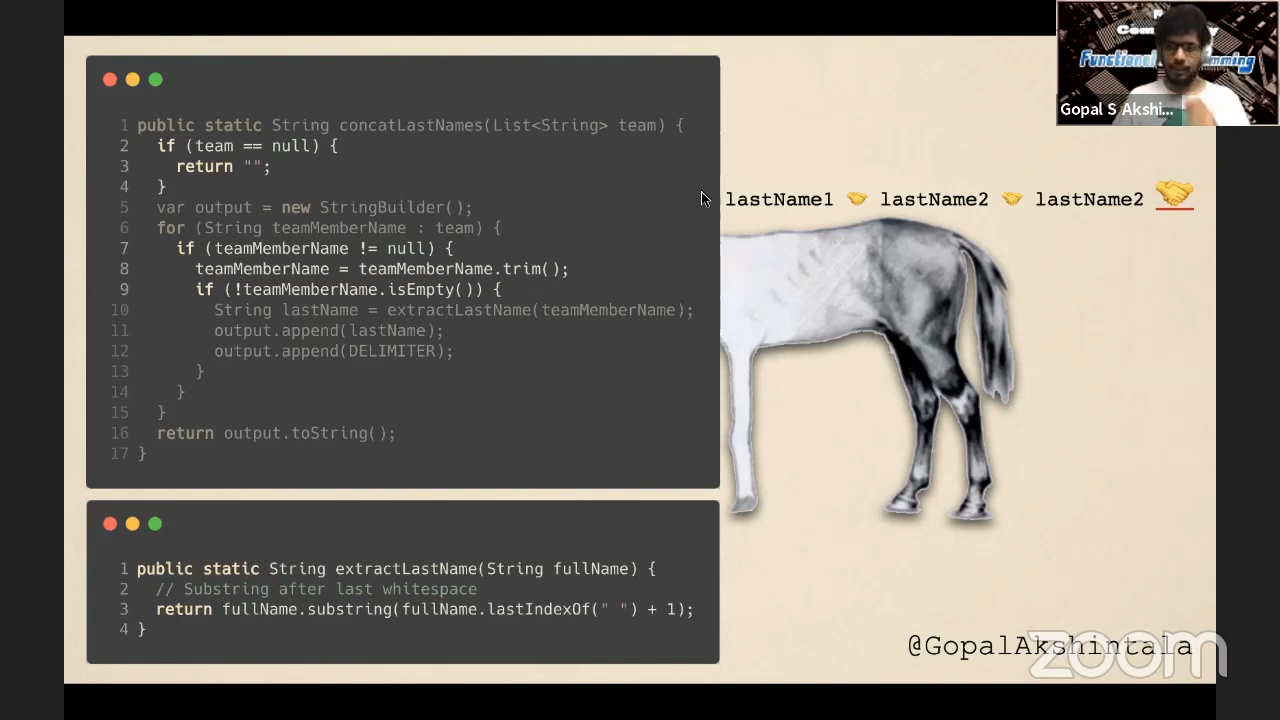 1 public static String concatLastNames(List<String> team) {
2   if (team == null) {
3     return "";
4   }
5   var output = new StringBuilder();
6   for (String teamMemberName : team) {
7     if (teamMemberName != null) {
8       teamMemberName = teamMemberName.trim();
9       if (!teamMemberName.isEmpty()) {
10         String lastName = extractLastName(teamMemberName);
11         output.append(lastName);
12         output.append(DELIMITER);
13       }
14     }
15   }
16   return output.toString();
17 }
1 public static String extractLastName(String fullName) {
2   // Substring after last whitespace
3   return fullName.substring(fullName.lastIndexOf(" ") + 1);
4 }
lastName1 🤝 lastName2 🤝 lastName2 🤝
Gopal S Akshi...
@GopalAkshintala
zoom